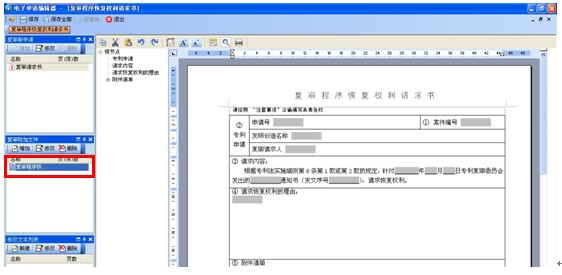 电子申请编辑器 - [复审程序恢复权利请求书]
保存 保存全部 退出
复审程序恢复权利请求书
复审新申请
增加 修改 删除
名称 页(项)数
复审请求书
复审附加文件
增加 修改 删除
名称 页(项)数
复审程序恢
修改文本列表
新建 修改 删除
名称 页数
根节点
专利申请
请求内容
请求恢复权利的理由
附件清单
复审程序恢复权利请求书
请按照“注意事项”正确填写本表各栏
② 专利申请
申请号 ① 案件编号
发明创造名称
复审请求人
③ 请求内容:
根据专利法实施细则第6条第1款或第2款的规定,针对 年 月 日专利复审委员会
发出的 通知书(发文序号 ),请求恢复权利。
④ 请求恢复权利的理由:
⑤ 附件清单